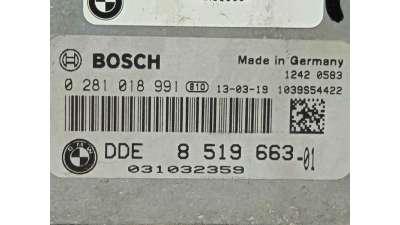 BOSCH
Made in Germany
1242 0583
0 281 018 991 810 13-03-19 1039S54422
DDE 8 519 663-01
031032359